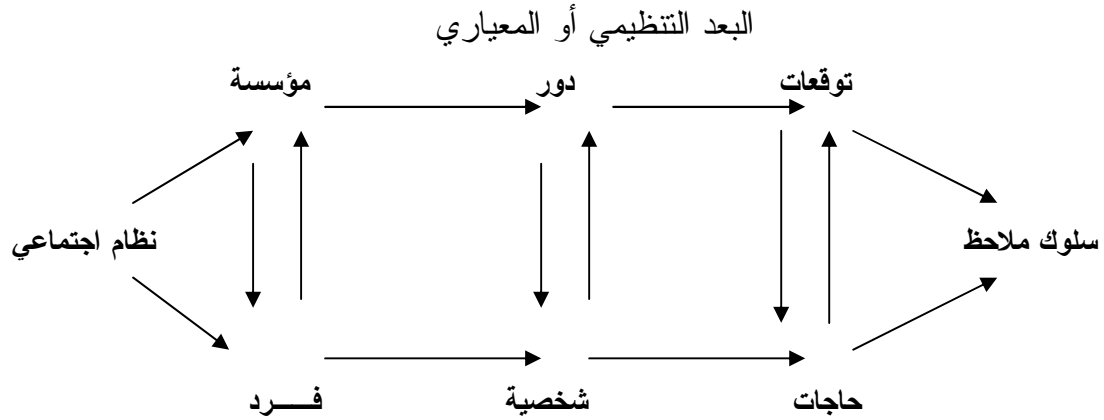 البعد التنظيمي أو المعياري
مؤسسة دور توقعات
نظام اجتماعي سلوك ملاحظ
فـــــرد شخصية حاجات